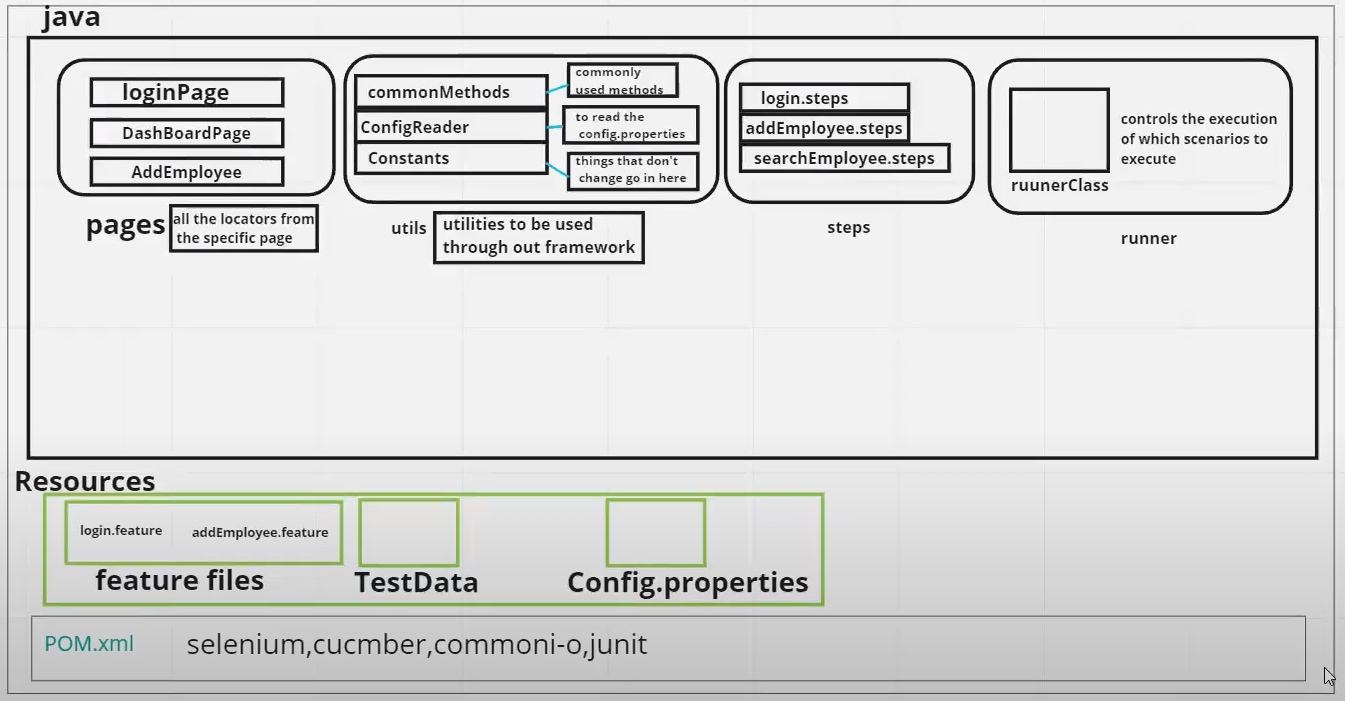 java
loginPage
DashBoardPage
AddEmployee
pages
all the locators from
the specific page
commonMethods
commonly
used methods
ConfigReader
to read the
config.properties
Constants
things that don't
change go in here
utils
utilities to be used
through out framework
login.steps
addEmployee.steps
searchEmployee.steps
steps
controls the execution
of which scenarios to
execute
ruunerClass
runner
Resources
login.feature
addEmployee.feature
feature files
TestData
Config.properties
POM.xml
selenium,cucmber,commoni-o,junit